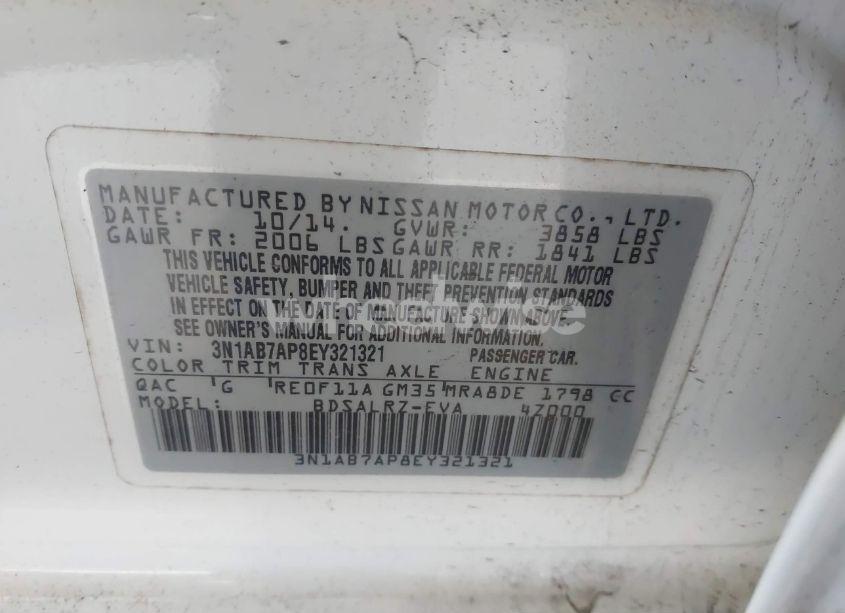 MANUFACTURED BY NISSAN MOTOR CO., LTD.
DATE: 10/14. GVWR: 3858 LBS
GAWR FR: 2006 LBS GAWR RR: 1841 LBS
THIS VEHICLE CONFORMS TO ALL APPLICABLE FEDERAL MOTOR
VEHICLE SAFETY, BUMPER AND THEFT PREVENTION STANDARDS
IN EFFECT ON THE DATE OF MANUFACTURE SHOWN ABOVE.
SEE OWNER'S MANUAL FOR ADDITIONAL INFORMATION.
VIN: 3N1AB7AP8EY321321 PASSENGER CAR.
COLOR TRIM TRANS AXLE ENGINE
QAC G RE0F11A GM35 MRA8DE 1798 CC
MODEL: BDSALRZ-EVA 4Z000
3N1AB7AP8EY321321